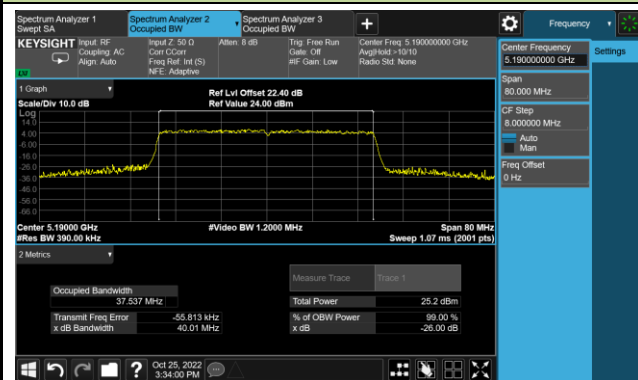 Spectrum Analyzer 1
Swept SA
Spectrum Analyzer 2
Occupied BW
Spectrum Analyzer 3
Occupied BW
+
Frequency
KEYSIGHT
Input: RF
Coupling: AC
Align: Auto
Input Z: 50 Ω
Corr CCorr
Freq Ref: Int (S)
NFE: Adaptive
Atten: 8 dB
Trig: Free Run
Gate: Off
#IF Gain: Low
Center Freq: 5.190000000 GHz
Avg|Hold:>10/10
Radio Std: None
Center Frequency
5.190000000 GHz
Settings
Span
80.000 MHz
CF Step
8.000000 MHz
Auto
Man
Freq Offset
0 Hz
1 Graph
Scale/Div 10.0 dB
Ref Lvl Offset 22.40 dB
Ref Value 24.00 dBm
Log
14.0
4.00
-6.00
-16.0
-26.0
-36.0
-46.0
-56.0
-66.0
Center 5.19000 GHz
#Res BW 390.00 kHz
#Video BW 1.2000 MHz
Span 80 MHz
Sweep 1.07 ms (2001 pts)
2 Metrics
Measure Trace
Trace 1
Occupied Bandwidth
37.537 MHz
Total Power
25.2 dBm
Transmit Freq Error
-55.813 kHz
% of OBW Power
99.00 %
x dB Bandwidth
40.01 MHz
x dB
-26.00 dB
?
Oct 25, 2022
3:34:00 PM